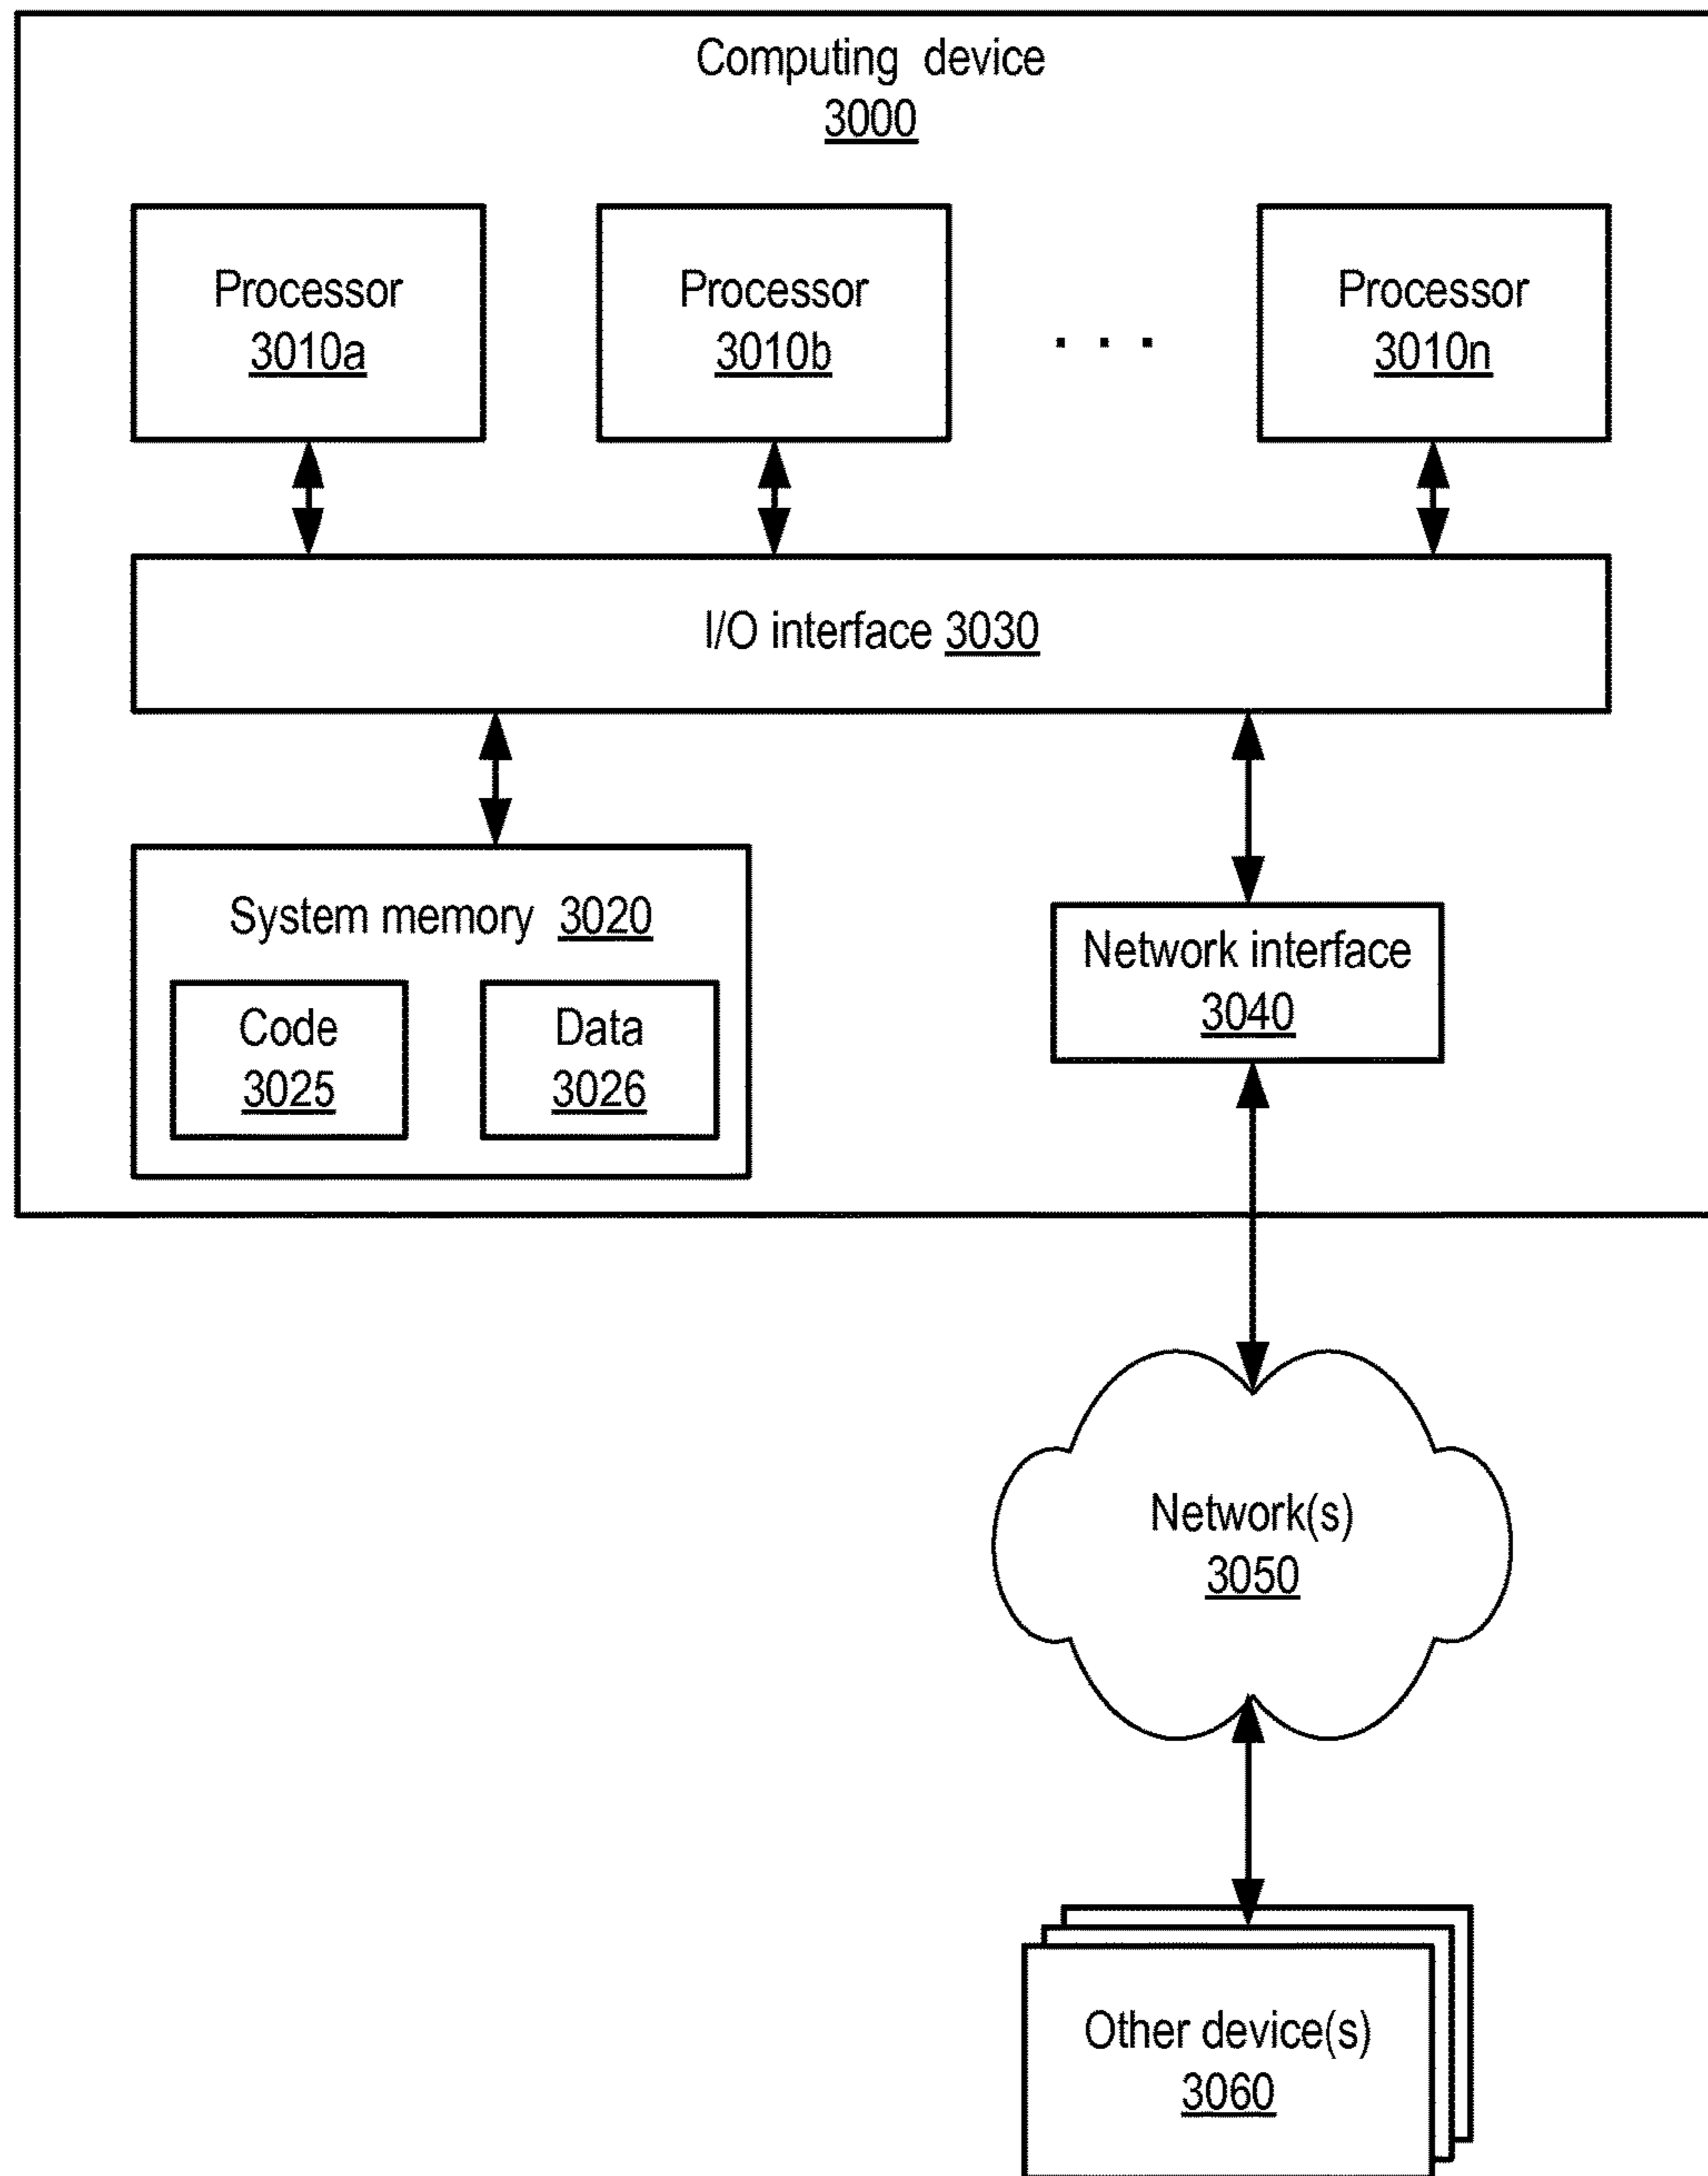 Computing device
3000
Processor
3010a
Processor
3010b
. . .
Processor
3010n
I/O interface 3030
System memory 3020
Code
3025
Data
3026
Network interface
3040
Network(s)
3050
Other device(s)
3060